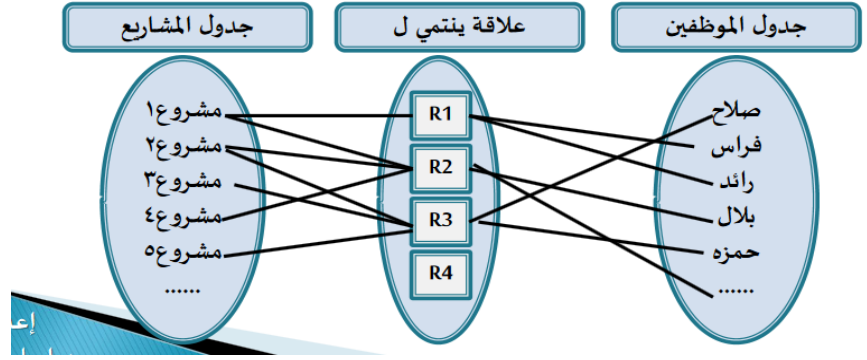 جدول الموظفين
علاقة ينتمي ل
جدول المشاريع
صلاح
فراس
رائد
بلال
حمزه
......
R1
R2
R3
R4
مشروع١
مشروع٢
مشروع٣
مشروع٤
مشروع٥
......